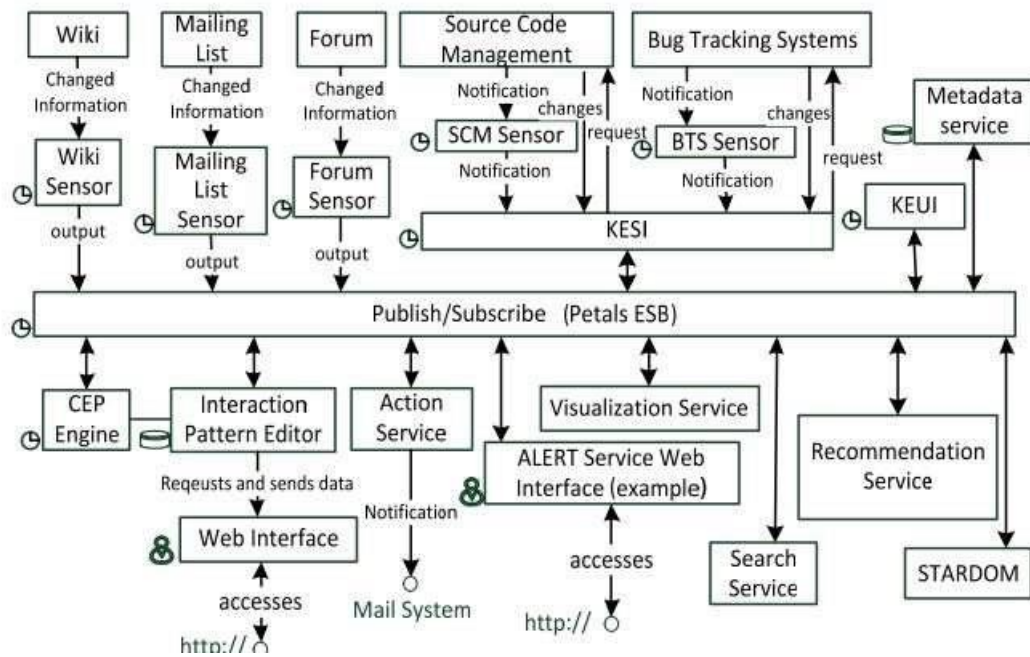 Wiki
Mailing
List
Forum
Source Code
Management
Bug Tracking Systems
Changed
Information
Changed
Information
Changed
Information
Notification
changes
request
Notification
changes
request
Metadata
service
Wiki
Sensor
Mailing
List
Sensor
Forum
Sensor
SCM Sensor
BTS Sensor
Notification
Notification
KESI
KEUI
output
output
output
Publish/Subscribe (Petals ESB)
CEP
Engine
Interaction
Pattern Editor
Action
Service
Visualization Service
ALERT Service Web
Interface (example)
Recommendation
Service
Reqeusts and sends data
Notification
Web Interface
accesses
Search
Service
STARDOM
accesses
Mail System
http://
http://